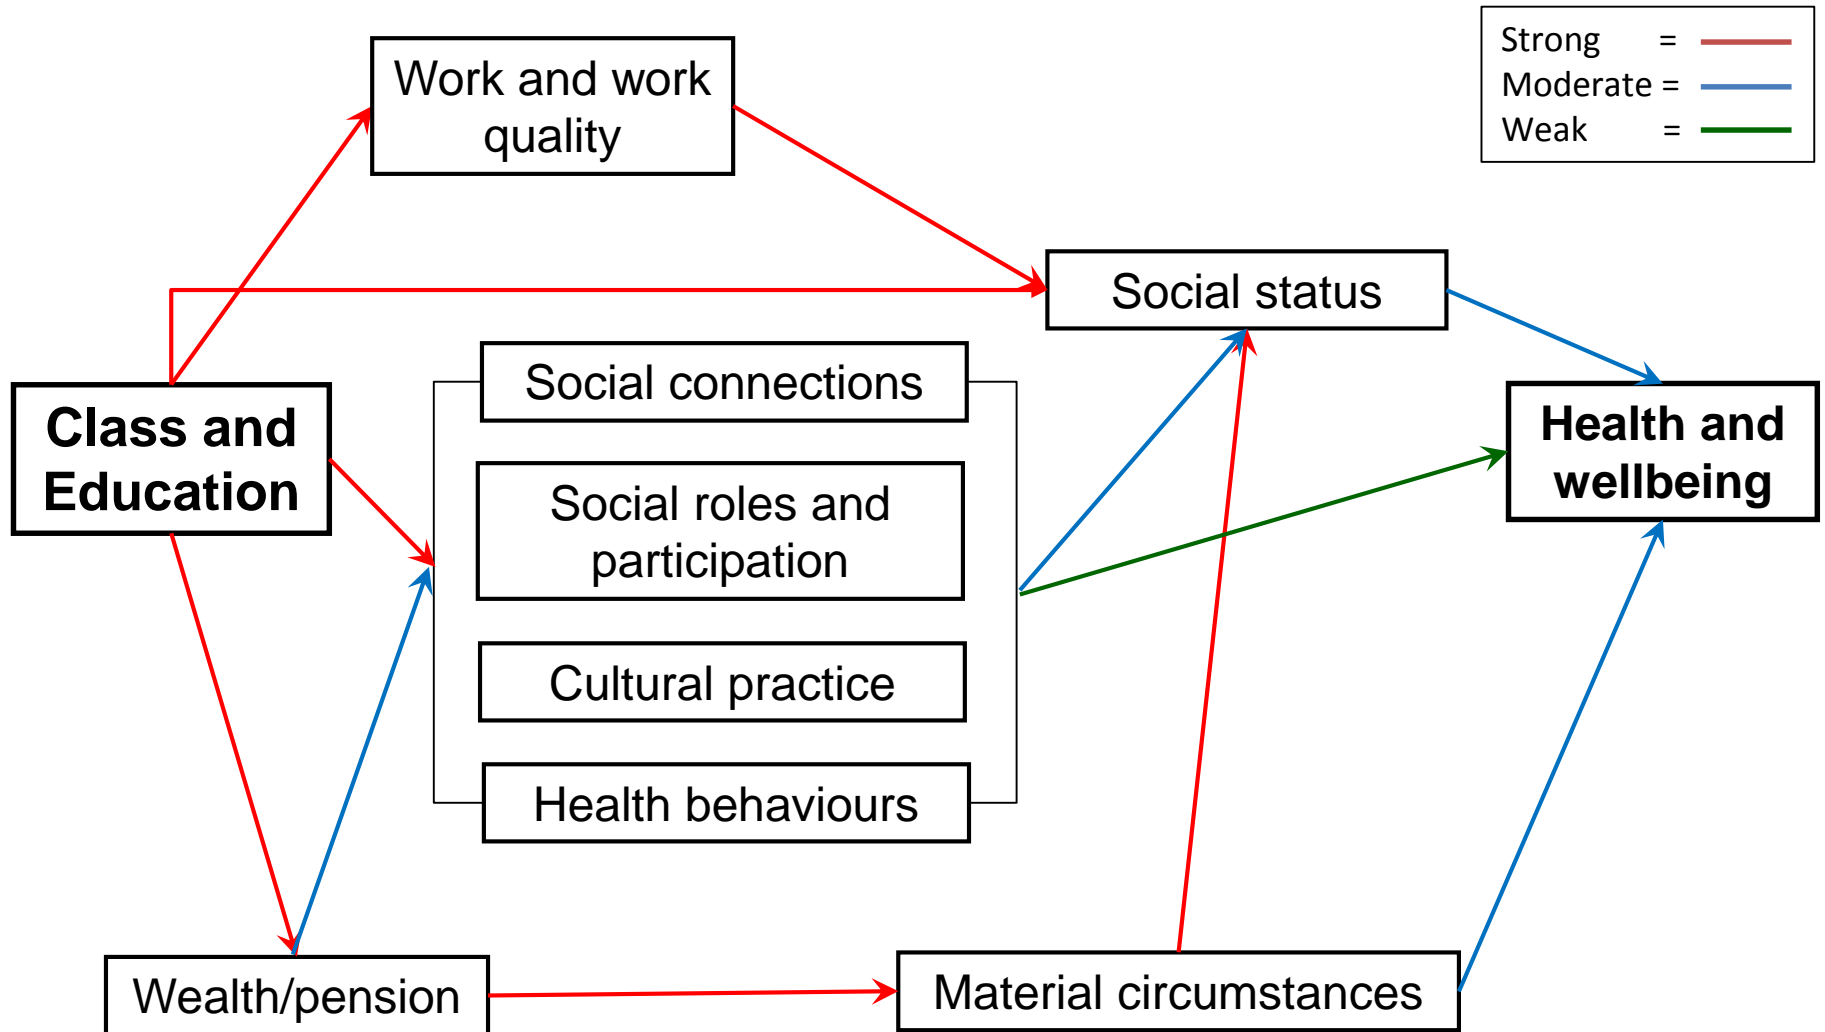 Strong =
Moderate =
Weak =
Work and work
quality
Social status
Social connections
Class and
Education
Health and
wellbeing
Social roles and
participation
Cultural practice
Health behaviours
Wealth/pension
Material circumstances